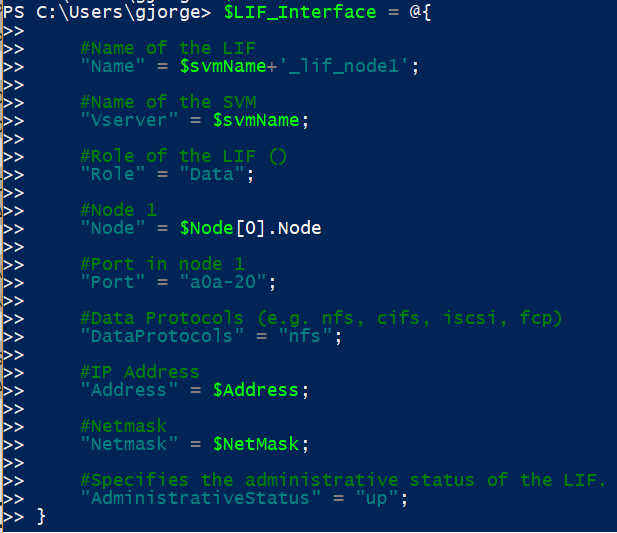 PS C:\Users\gjorge> $LIF_Interface = @{
>>
>>     #Name of the LIF
>>     "Name" = $svmName+'_lif_node1';
>>
>>     #Name of the SVM
>>     "Vserver" = $svmName;
>>
>>     #Role of the LIF ()
>>     "Role" = "Data";
>>
>>     #Node 1
>>     "Node" = $Node[0].Node
>>
>>     #Port in node 1
>>     "Port" = "a0a-20";
>>
>>     #Data Protocols (e.g. nfs, cifs, iscsi, fcp)
>>     "DataProtocols" = "nfs";
>>
>>     #IP Address
>>     "Address" = $Address;
>>
>>     #Netmask
>>     "Netmask" = $NetMask;
>>
>>     #Specifies the administrative status of the LIF.
>>     "AdministrativeStatus" = "up";
>> }